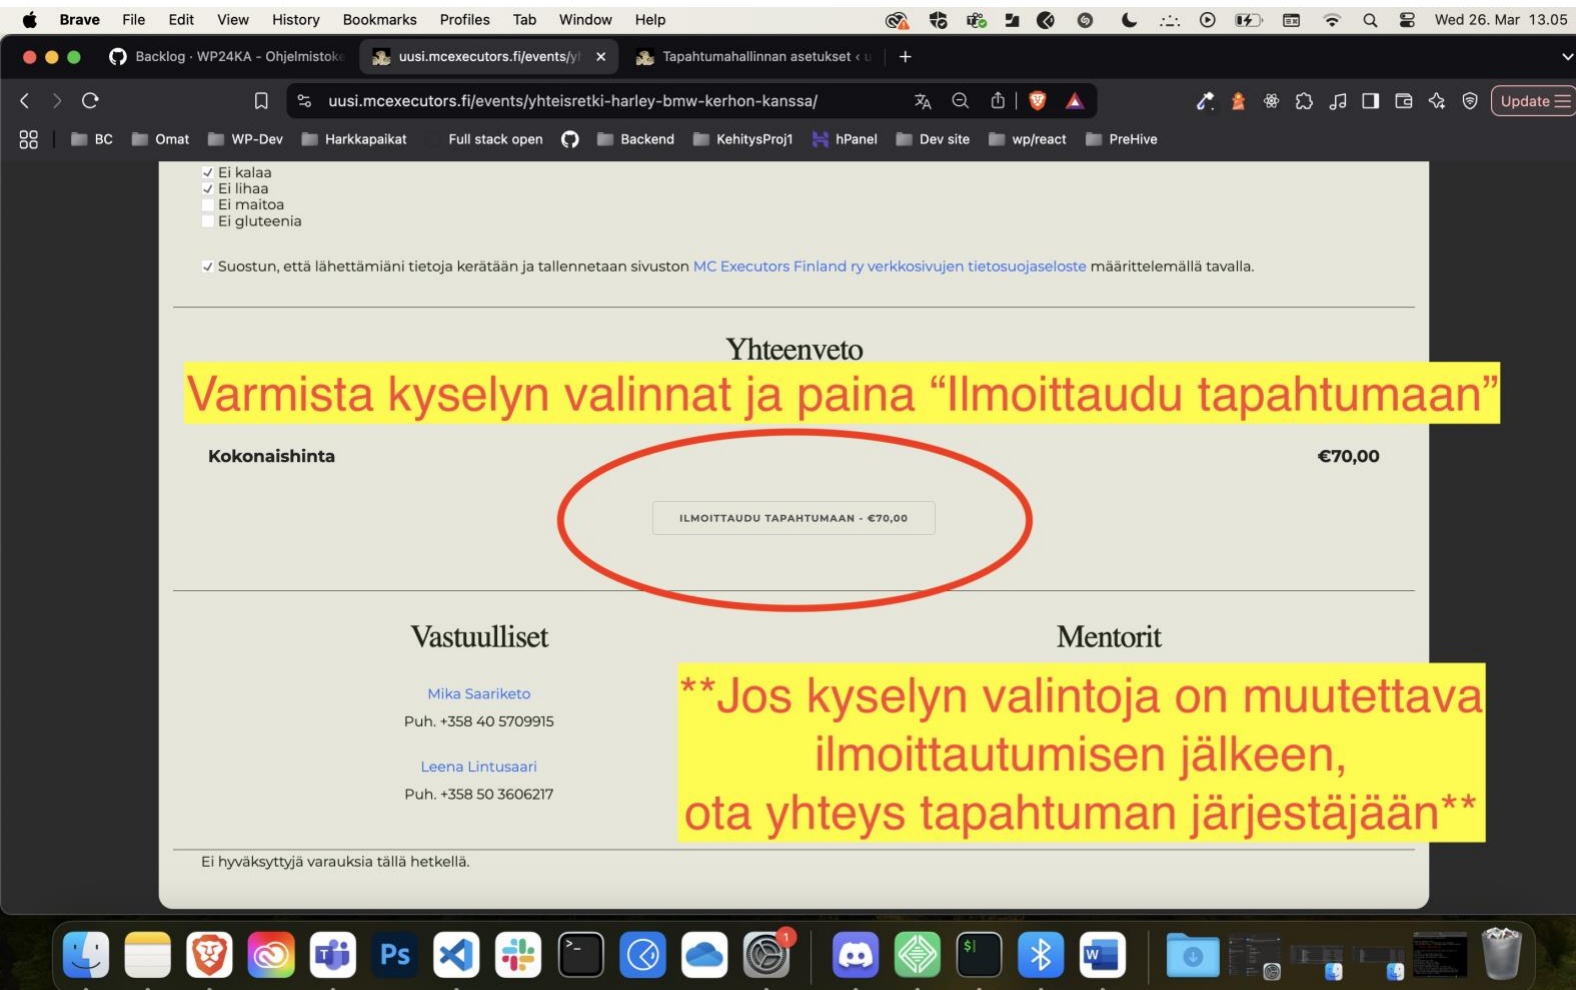 Brave File Edit View History Bookmarks Profiles Tab Window Help Wed 26. Mar 13.05
Backlog · WP24KA - Ohjelmistoke uusi.mcexecutors.fi/events/yh Tapahtumahallinnan asetukset ‹ u
uusi.mcexecutors.fi/events/yhteisretki-harley-bmw-kerhon-kanssa/ Update
BC Omat WP-Dev Harkkapaikat Full stack open Backend KehitysProj1 hPanel Dev site wp/react PreHive
Ei kalaa
Ei lihaa
Ei maitoa
Ei gluteenia
Suostun, että lähettämiäni tietoja kerätään ja tallennetaan sivuston MC Executors Finland ry verkkosivujen tietosuojaseloste määrittelemällä tavalla.
Yhteenveto
Varmista kyselyn valinnat ja paina “Ilmoittaudu tapahtumaan”
Kokonaishinta €70,00
ILMOITTAUDU TAPAHTUMAAN - €70,00
Vastuulliset
Mika Saariketo
Puh. +358 40 5709915
Leena Lintusaari
Puh. +358 50 3606217
Mentorit
**Jos kyselyn valintoja on muutettava
ilmoittautumisen jälkeen,
ota yhteys tapahtuman järjestäjään**
Ei hyväksyttyjä varauksia tällä hetkellä.
Ps 1 W